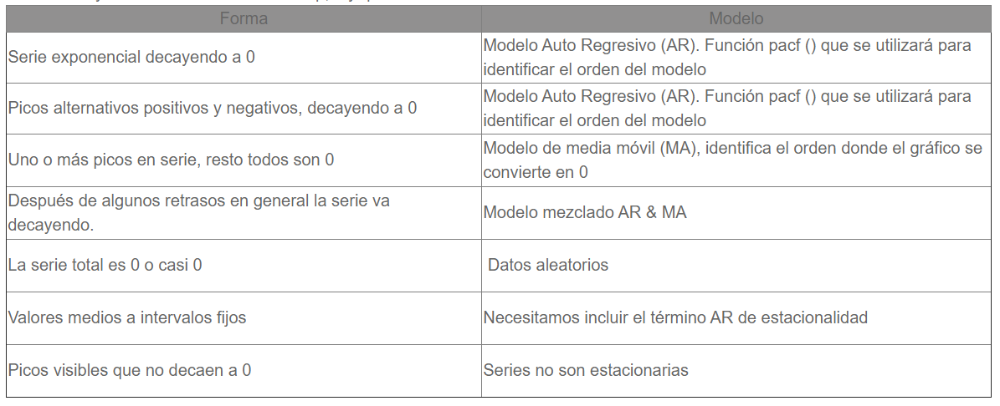 Forma
Modelo
Serie exponencial decayendo a 0
Modelo Auto Regresivo (AR). Función pacf () que se utilizará para
identificar el orden del modelo
Picos alternativos positivos y negativos, decayendo a 0
Modelo Auto Regresivo (AR). Función pacf () que se utilizará para
identificar el orden del modelo
Uno o más picos en serie, resto todos son 0
Modelo de media móvil (MA), identifica el orden donde el gráfico se
convierte en 0
Después de algunos retrasos en general la serie va
decayendo.
Modelo mezclado AR & MA
La serie total es 0 o casi 0
Datos aleatorios
Valores medios a intervalos fijos
Necesitamos incluir el término AR de estacionalidad
Picos visibles que no decaen a 0
Series no son estacionarias